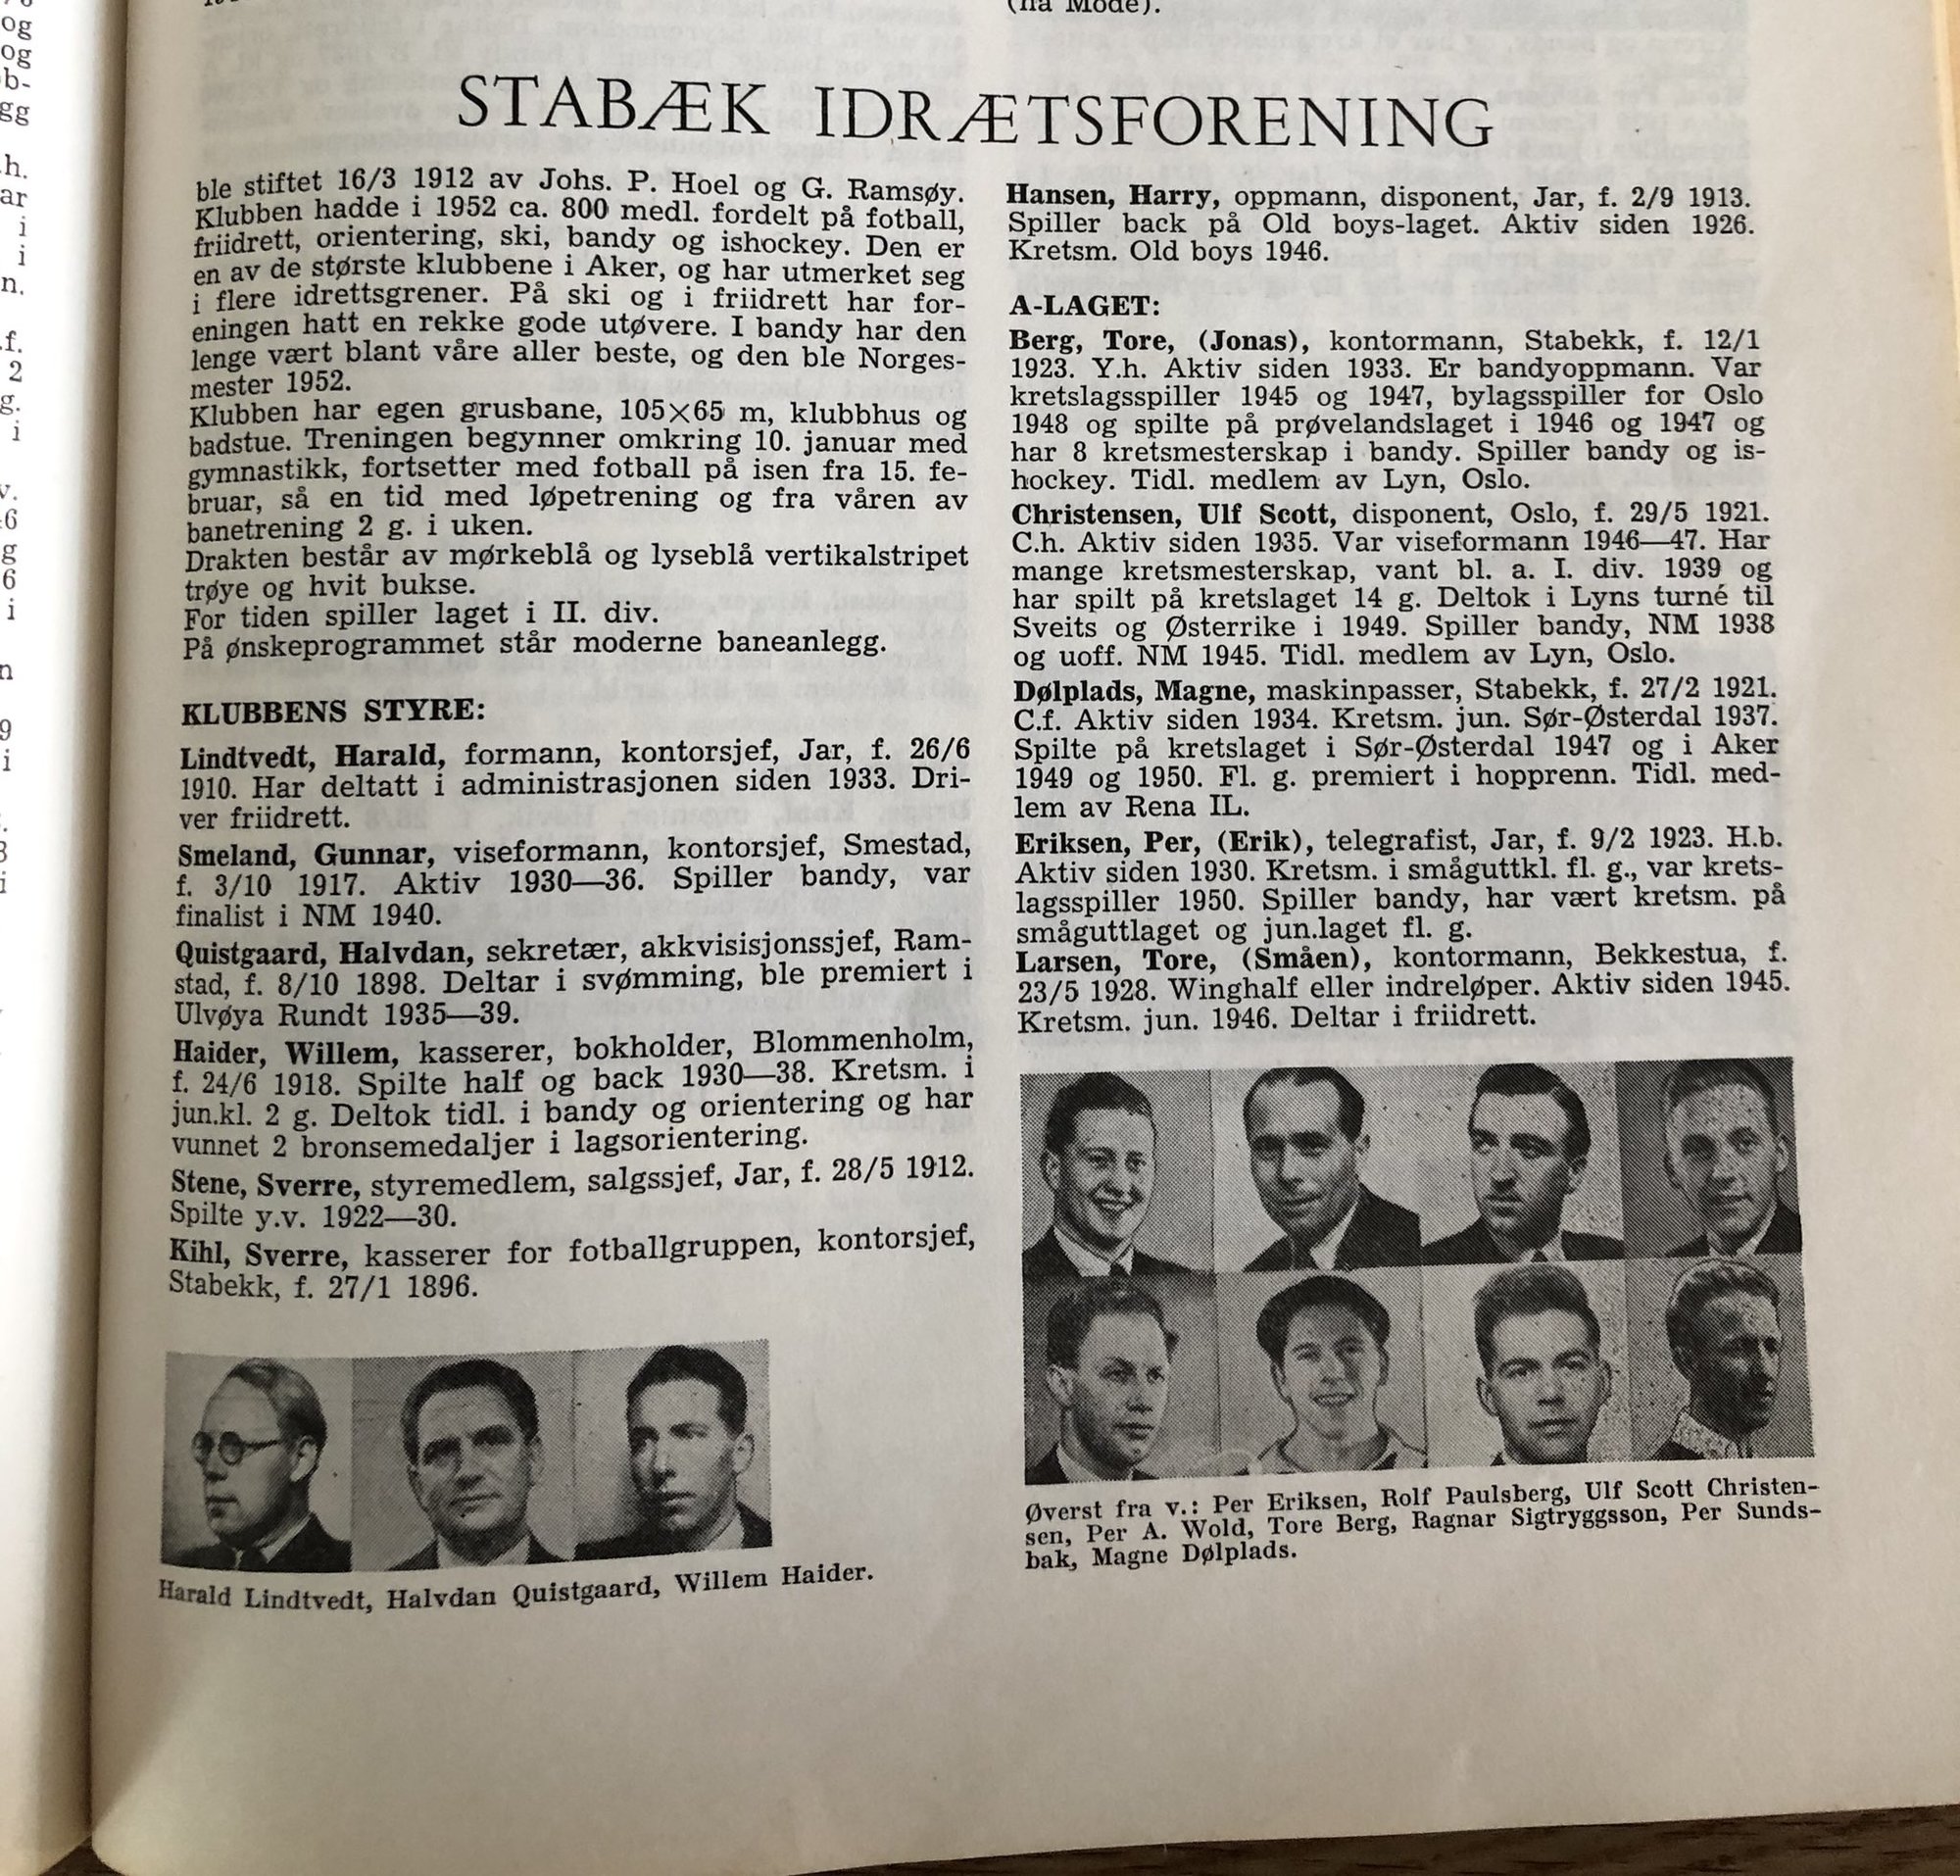 (na Mode).
og
og
ob-
gg
h.
ar
i
i
n.
f.
2
g.
i
v.
6
g
6
i
n
9
i
3
i
STABÆK IDRÆTSFORENING
ble stiftet 16/3 1912 av Johs. P. Hoel og G. Ramsøy.
Klubben hadde i 1952 ca. 800 medl. fordelt på fotball,
friidrett, orientering, ski, bandy og ishockey. Den er
en av de største klubbene i Aker, og har utmerket seg
i flere idrettsgrener. På ski og i friidrett har for-
eningen hatt en rekke gode utøvere. I bandy har den
lenge vært blant våre aller beste, og den ble Norges-
mester 1952.
Klubben har egen grusbane, 105×65 m, klubbhus og
badstue. Treningen begynner omkring 10. januar med
gymnastikk, fortsetter med fotball på isen fra 15. fe-
bruar, så en tid med løpetrening og fra våren av
banetrening 2 g. i uken.
Drakten består av mørkeblå og lyseblå vertikalstripet
trøye og hvit bukse.
For tiden spiller laget i II. div.
På ønskeprogrammet står moderne baneanlegg.
KLUBBENS STYRE:
Lindtvedt, Harald, formann, kontorsjef, Jar, f. 26/6
1910. Har deltatt i administrasjonen siden 1933. Dri-
ver friidrett.
Smeland, Gunnar, viseformann, kontorsjef, Smestad,
f. 3/10 1917. Aktiv 1930—36. Spiller bandy, var
finalist i NM 1940.
Quistgaard, Halvdan, sekretær, akkvisisjonssjef, Ram-
stad, f. 8/10 1898. Deltar i svømming, ble premiert i
Ulvøya Rundt 1935—39.
Haider, Willem, kasserer, bokholder, Blommenholm,
f. 24/6 1918. Spilte half og back 1930—38. Kretsm. i
jun.kl. 2 g. Deltok tidl. i bandy og orientering og har
vunnet 2 bronsemedaljer i lagsorientering.
Stene, Sverre, styremedlem, salgssjef, Jar, f. 28/5 1912.
Spilte y.v. 1922—30.
Kihl, Sverre, kasserer for fotballgruppen, kontorsjef,
Stabekk, f. 27/1 1896.
Harald Lindtvedt, Halvdan Quistgaard, Willem Haider.
Hansen, Harry, oppmann, disponent, Jar, f. 2/9 1913.
Spiller back på Old boys-laget. Aktiv siden 1926.
Kretsm. Old boys 1946.
A-LAGET:
Berg, Tore, (Jonas), kontormann, Stabekk, f. 12/1
1923. Y.h. Aktiv siden 1933. Er bandyoppmann. Var
kretslagsspiller 1945 og 1947, bylagsspiller for Oslo
1948 og spilte på prøvelandslaget i 1946 og 1947 og
har 8 kretsmesterskap i bandy. Spiller bandy og is-
hockey. Tidl. medlem av Lyn, Oslo.
Christensen, Ulf Scott, disponent, Oslo, f. 29/5 1921.
C.h. Aktiv siden 1935. Var viseformann 1946—47. Har
mange kretsmesterskap, vant bl. a. I. div. 1939 og
har spilt på kretslaget 14 g. Deltok i Lyns turné til
Sveits og Østerrike i 1949. Spiller bandy, NM 1938
og uoff. NM 1945. Tidl. medlem av Lyn, Oslo.
Dølplads, Magne, maskinpasser, Stabekk, f. 27/2 1921.
C.f. Aktiv siden 1934. Kretsm. jun. Sør-Østerdal 1937.
Spilte på kretslaget i Sør-Østerdal 1947 og i Aker
1949 og 1950. Fl. g. premiert i hopprenn. Tidl. med-
lem av Rena IL.
Eriksen, Per, (Erik), telegrafist, Jar, f. 9/2 1923. H.b.
Aktiv siden 1930. Kretsm. i småguttkl. fl. g., var krets-
lagsspiller 1950. Spiller bandy, har vært kretsm. på
småguttlaget og jun.laget fl. g.
Larsen, Tore, (Småen), kontormann, Bekkestua, f.
23/5 1928. Winghalf eller indreløper. Aktiv siden 1945.
Kretsm. jun. 1946. Deltar i friidrett.
Øverst fra v.: Per Eriksen, Rolf Paulsberg, Ulf Scott Christen-
sen, Per A. Wold, Tore Berg, Ragnar Sigtryggsson, Per Sunds-
bak, Magne Dølplads.